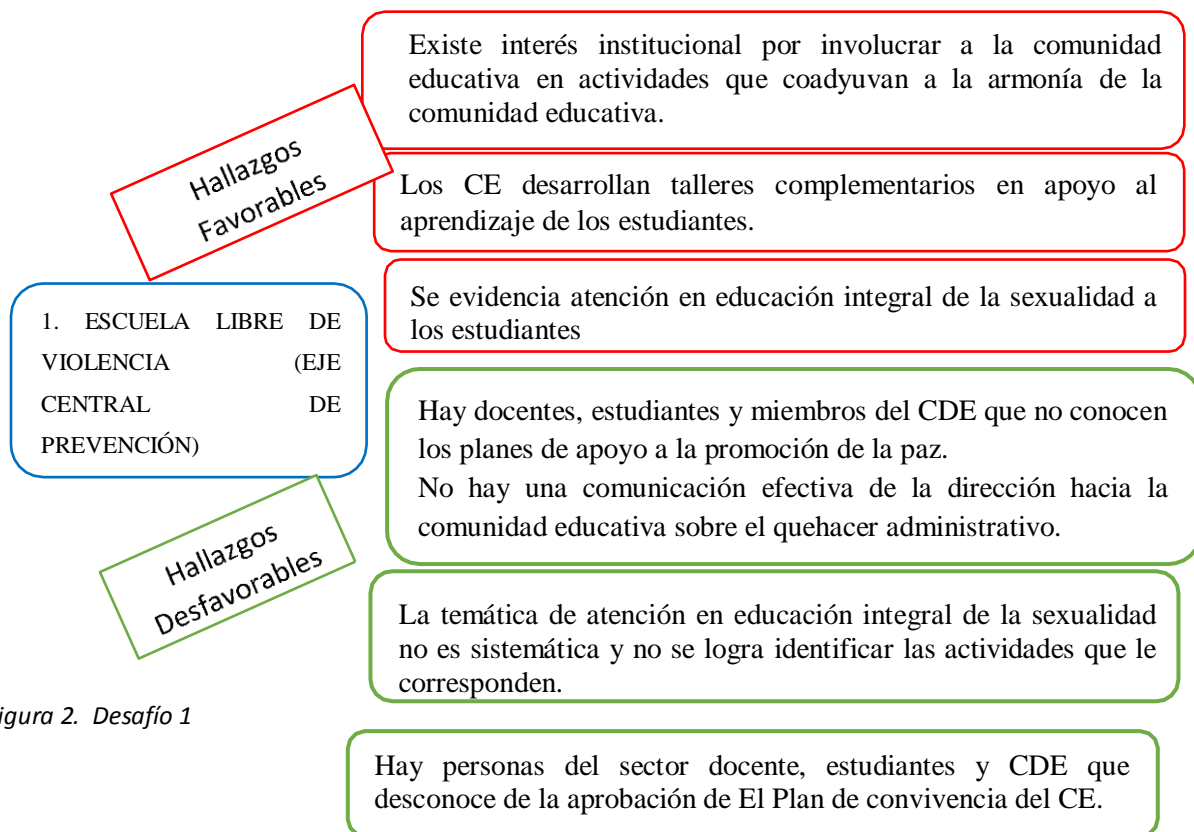 Existe interés institucional por involucrar a la comunidad
educativa en actividades que coadyuvan a la armonía de la
comunidad educativa.
Hallazgos
Favorables
Los CE desarrollan talleres complementarios en apoyo al
aprendizaje de los estudiantes.
Se evidencia atención en educación integral de la sexualidad a
los estudiantes
1. ESCUELA LIBRE DE
VIOLENCIA (EJE
CENTRAL DE
PREVENCIÓN)
Hay docentes, estudiantes y miembros del CDE que no conocen
los planes de apoyo a la promoción de la paz.
No hay una comunicación efectiva de la dirección hacia la
comunidad educativa sobre el quehacer administrativo.
Hallazgos
Desfavorables
La temática de atención en educación integral de la sexualidad
no es sistemática y no se logra identificar las actividades que le
corresponden.
igura 2. Desafío 1
Hay personas del sector docente, estudiantes y CDE que
desconoce de la aprobación de El Plan de convivencia del CE.